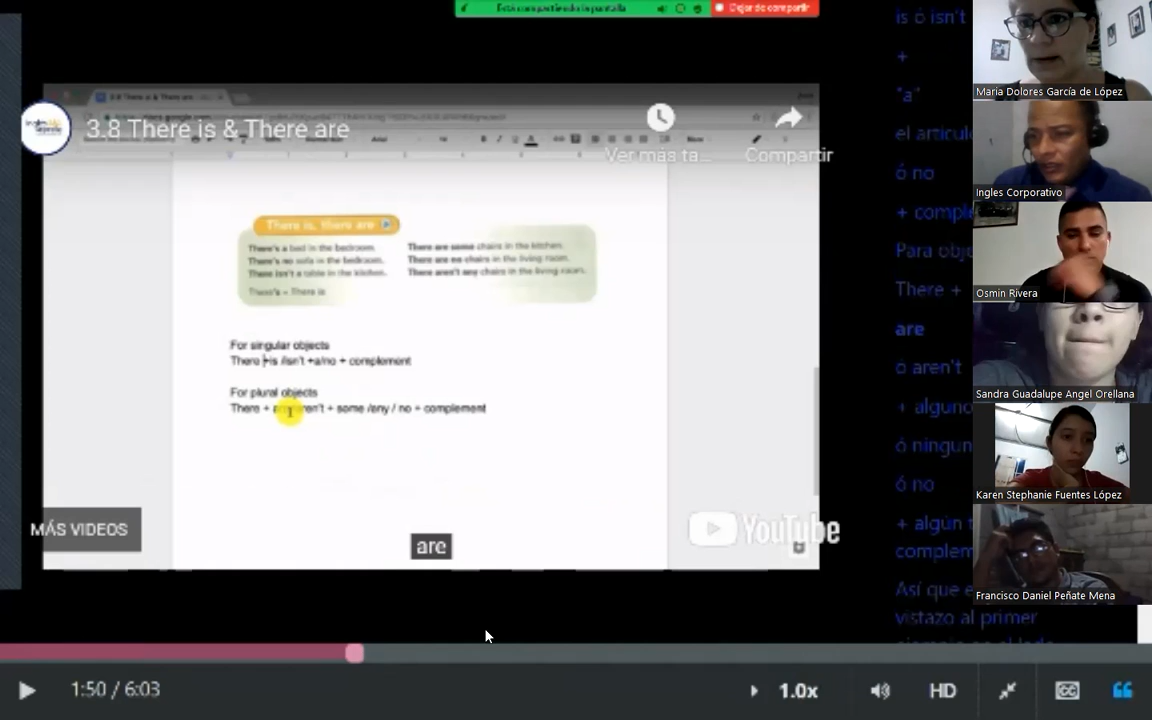 Está compartiendo la pantalla
Dejar de compartir
3.8 There is & There are
Ver más ta...
Compartir
There is, there are
There's a bed in the bedroom.
There's no sofa in the bedroom.
There isn't a table in the kitchen.
There's = There is
There are some chairs in the kitchen.
There are no chairs in the living room.
There aren't any chairs in the living room.
For singular objects
There +is /isn't +a/no + complement
For plural objects
There + aren't + some /any / no + complement
MÁS VIDEOS
are
YouTube
is ó isn't
+
"a"
el artícul
ó no
+ comple
Para obje
There +
are
ó aren't
+ alguno
ó ningun
ó no
+ algún t
complem
Así que e
vistazo al primer
María Dolores García de López
Ingles Corporativo
Osmin Rivera
Sandra Guadalupe Angel Orellana
Karen Stephanie Fuentes López
Francisco Daniel Peñate Mena
1:50 / 6:03
1.0x
HD
CC